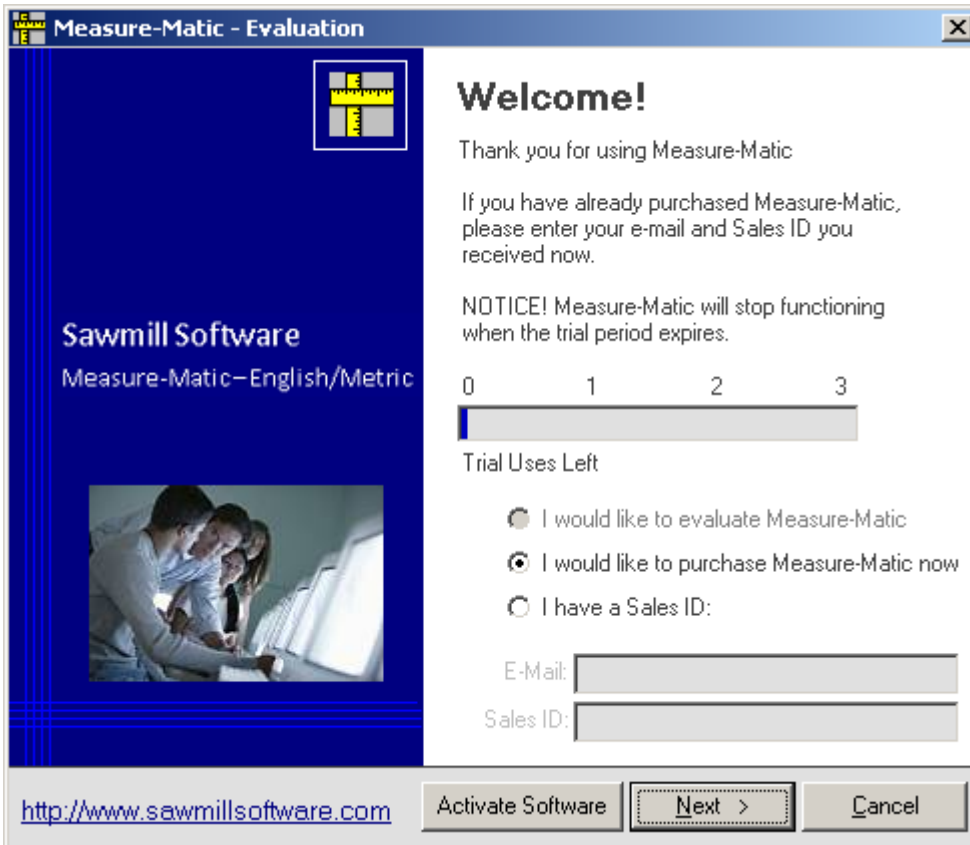 Measure-Matic - Evaluation
Welcome!
Thank you for using Measure-Matic
If you have already purchased Measure-Matic,
please enter your e-mail and Sales ID you
received now.
NOTICE! Measure-Matic will stop functioning
when the trial period expires.
Sawmill Software
Measure-Matic–English/Metric
0 1 2 3
Trial Uses Left
I would like to evaluate Measure-Matic
I would like to purchase Measure-Matic now
I have a Sales ID:
E-Mail:
Sales ID:
http://www.sawmillsoftware.com
Activate Software
Next >
Cancel